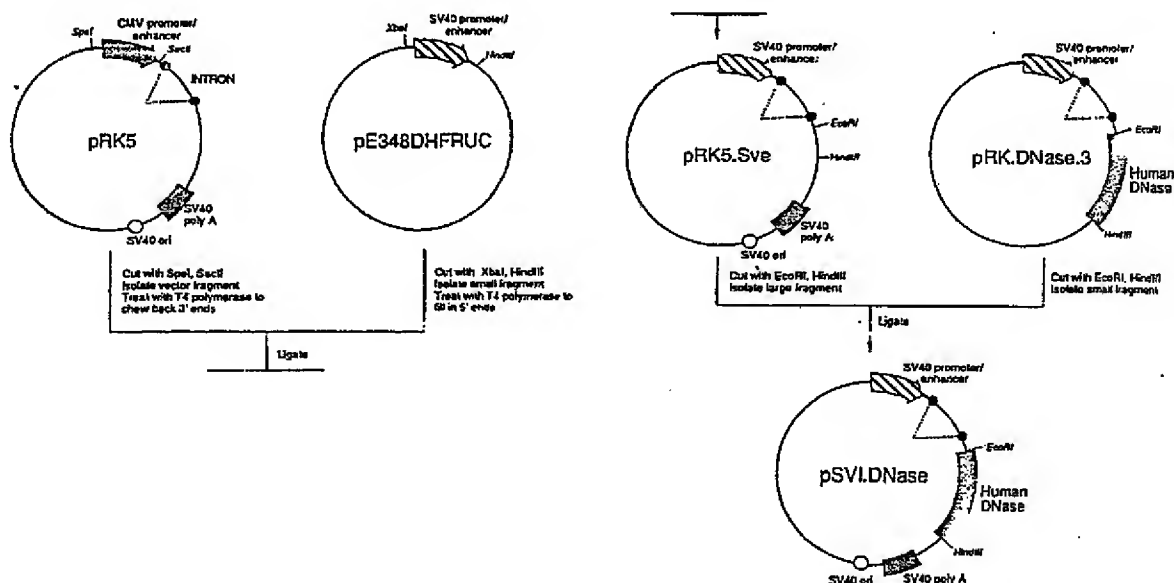 SpeI
CMV promoter/
enhancer
SacII
INTRON
pRK5
SV40
poly A
SV40 ori
Cut with SpeI, SacII
Isolate vector fragment
Treat with T4 polymerase to
chew back 3' ends
XbaI
SV40 promoter/
enhancer
HindIII
pE348DHFRUC
Cut with XbaI, HindIII
Isolate small fragment
Treat with T4 polymerase to
fill in 5' ends
Ligate
SV40 promoter/
enhancer
EcoRI
HindIII
pRK5.Sve
SV40
poly A
SV40 ori
Cut with EcoRI, HindIII
Isolate large fragment
SV40 promoter/
enhancer
EcoRI
pRK.DNase.3
Human
DNase
HindIII
Cut with EcoRI, HindIII
Isolate small fragment
Ligate
SV40 promoter/
enhancer
EcoRI
pSVI.DNase
Human
DNase
HindIII
SV40 ori
SV40 poly A